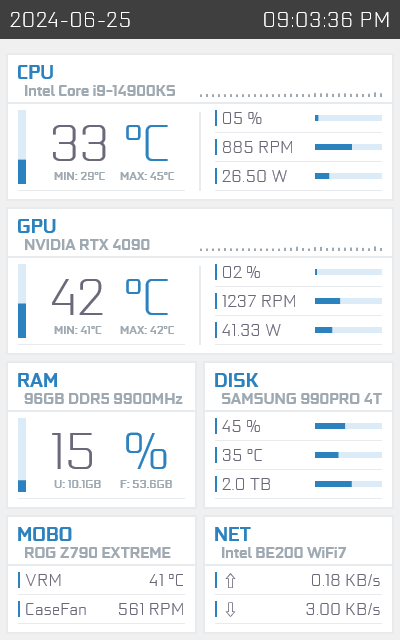 2024-06-25 09:03:36 PM
CPU
Intel Core i9-14900KS
33 °C
MIN: 29°C MAX: 45°C
05 %
885 RPM
26.50 W
GPU
NVIDIA RTX 4090
42 °C
MIN: 41°C MAX: 42°C
02 %
1237 RPM
41.33 W
RAM
96GB DDR5 9900MHz
15 %
U: 10.1GB F: 53.6GB
DISK
SAMSUNG 990PRO 4T
45 %
35 °C
2.0 TB
MOBO
ROG Z790 EXTREME
VRM 41 °C
CaseFan 561 RPM
NET
Intel BE200 WiFi7
⇧ 0.18 KB/s
⇩ 3.00 KB/s